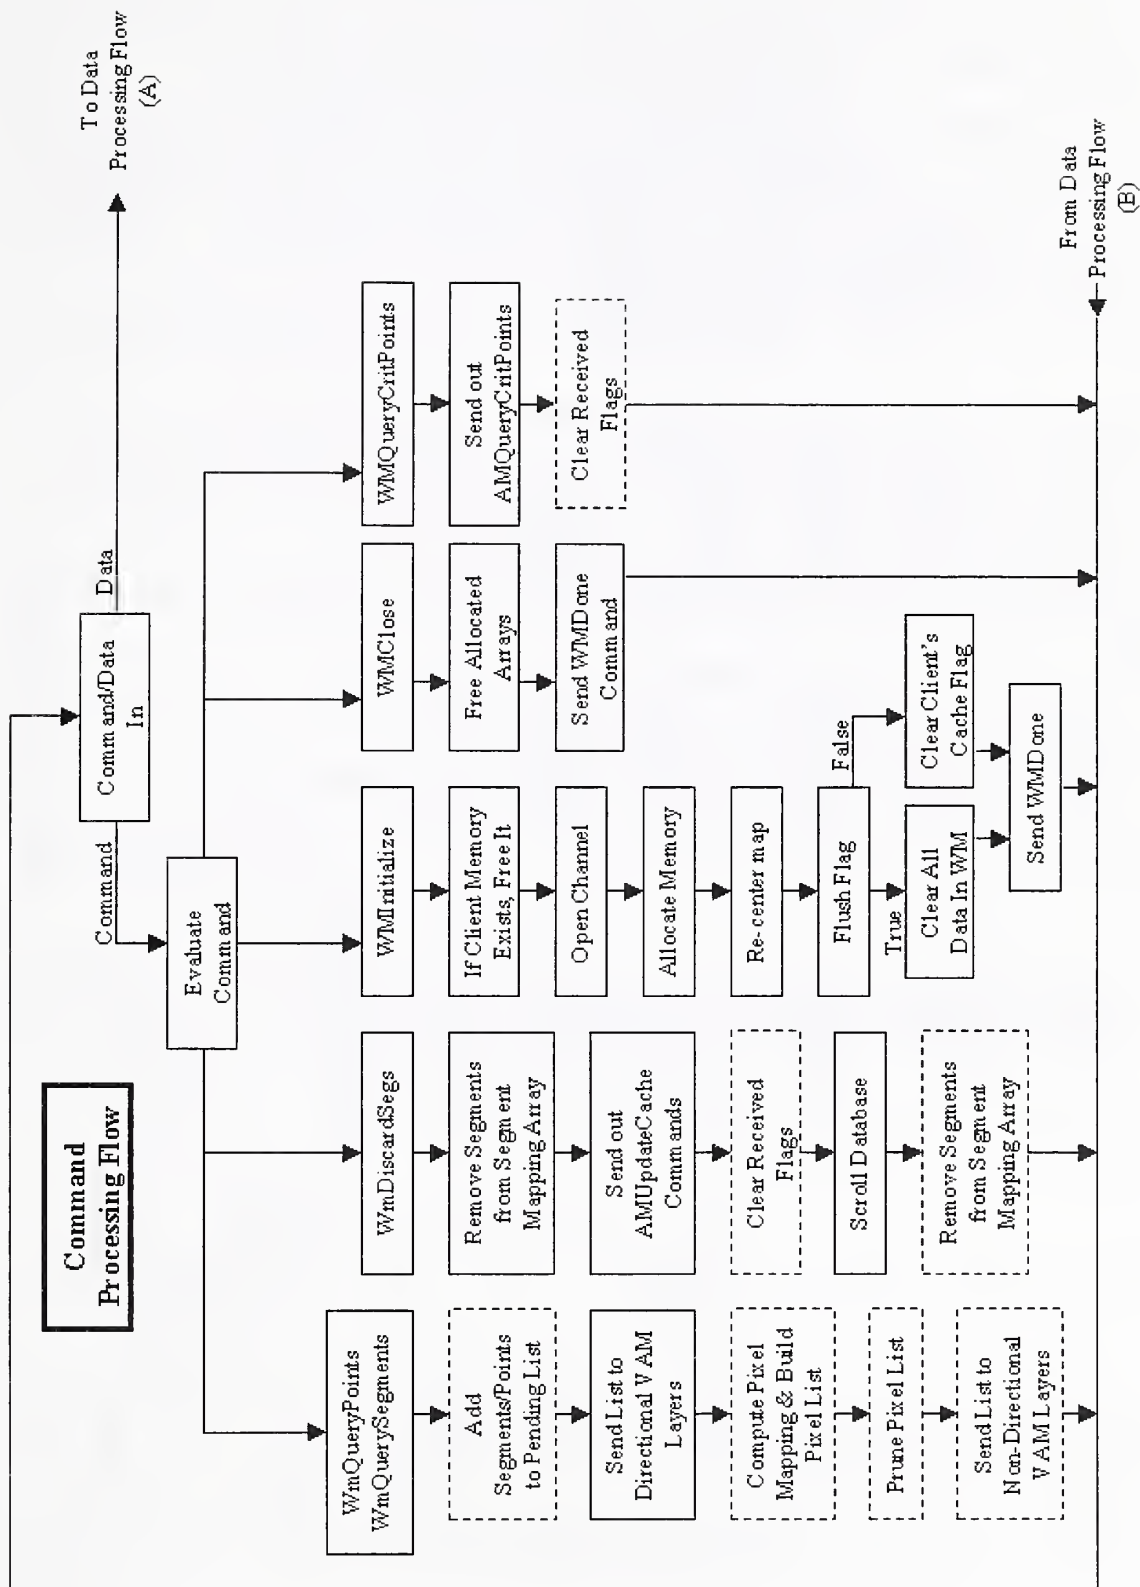 Command
Processing Flow
Command/Data
In
Command
Data
To Data
Processing Flow
(A)
Evaluate
Command
WmQueryPoints
WmQuerySegments
Add
Segments/Points
to Pending List
Send List to
Directional VAM
Layers
Compute Pixel
Mapping & Build
Pixel List
Prune Pixel List
Send List to
Non-Directional
VAM Layers
WmDiscardSegs
Remove Segments
from Segment
Mapping Array
Send out
AMUpdateCache
Commands
Clear Received
Flags
Scroll Database
Remove Segments
from Segment
Mapping Array
WMInitialize
If Client Memory
Exists, Free It
Open Channel
Allocate Memory
Re-center map
Flush Flag
True
False
Clear All
Data In WM
Clear Client's
Cache Flag
Send WMDone
WMClose
Free Allocated
Arrays
Send WMDone
Command
WMQueryCritPoints
Send out
AMQueryCritPoints
Clear Received
Flags
From Data
Processing Flow
(B)